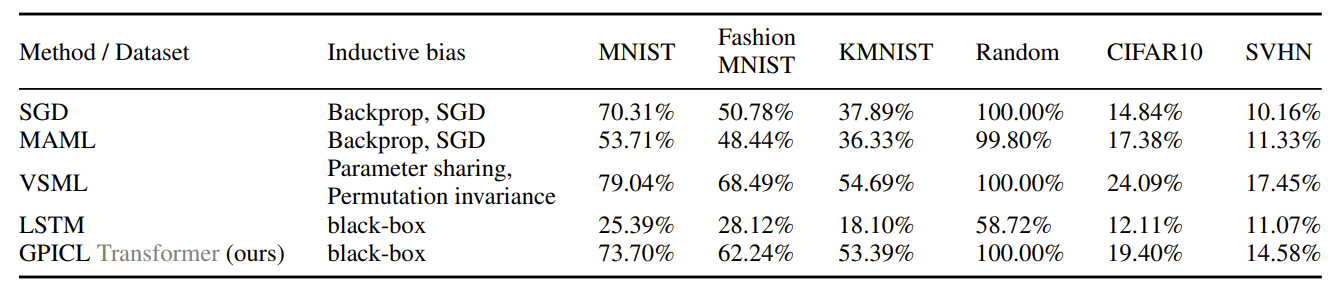 Method / Dataset Inductive bias MNIST Fashion MNIST KMNIST Random CIFAR10 SVHN
SGD Backprop, SGD 70.31% 50.78% 37.89% 100.00% 14.84% 10.16%
MAML Backprop, SGD 53.71% 48.44% 36.33% 99.80% 17.38% 11.33%
VSML Parameter sharing, Permutation invariance 79.04% 68.49% 54.69% 100.00% 24.09% 17.45%
LSTM black-box 25.39% 28.12% 18.10% 58.72% 12.11% 11.07%
GPICL Transformer (ours) black-box 73.70% 62.24% 53.39% 100.00% 19.40% 14.58%